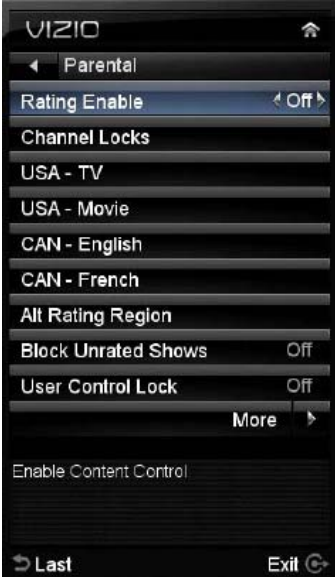 VIZIO
Parental
Rating Enable Off
Channel Locks
USA - TV
USA - Movie
CAN - English
CAN - French
Alt Rating Region
Block Unrated Shows Off
User Control Lock Off
More
Enable Content Control
Last Exit